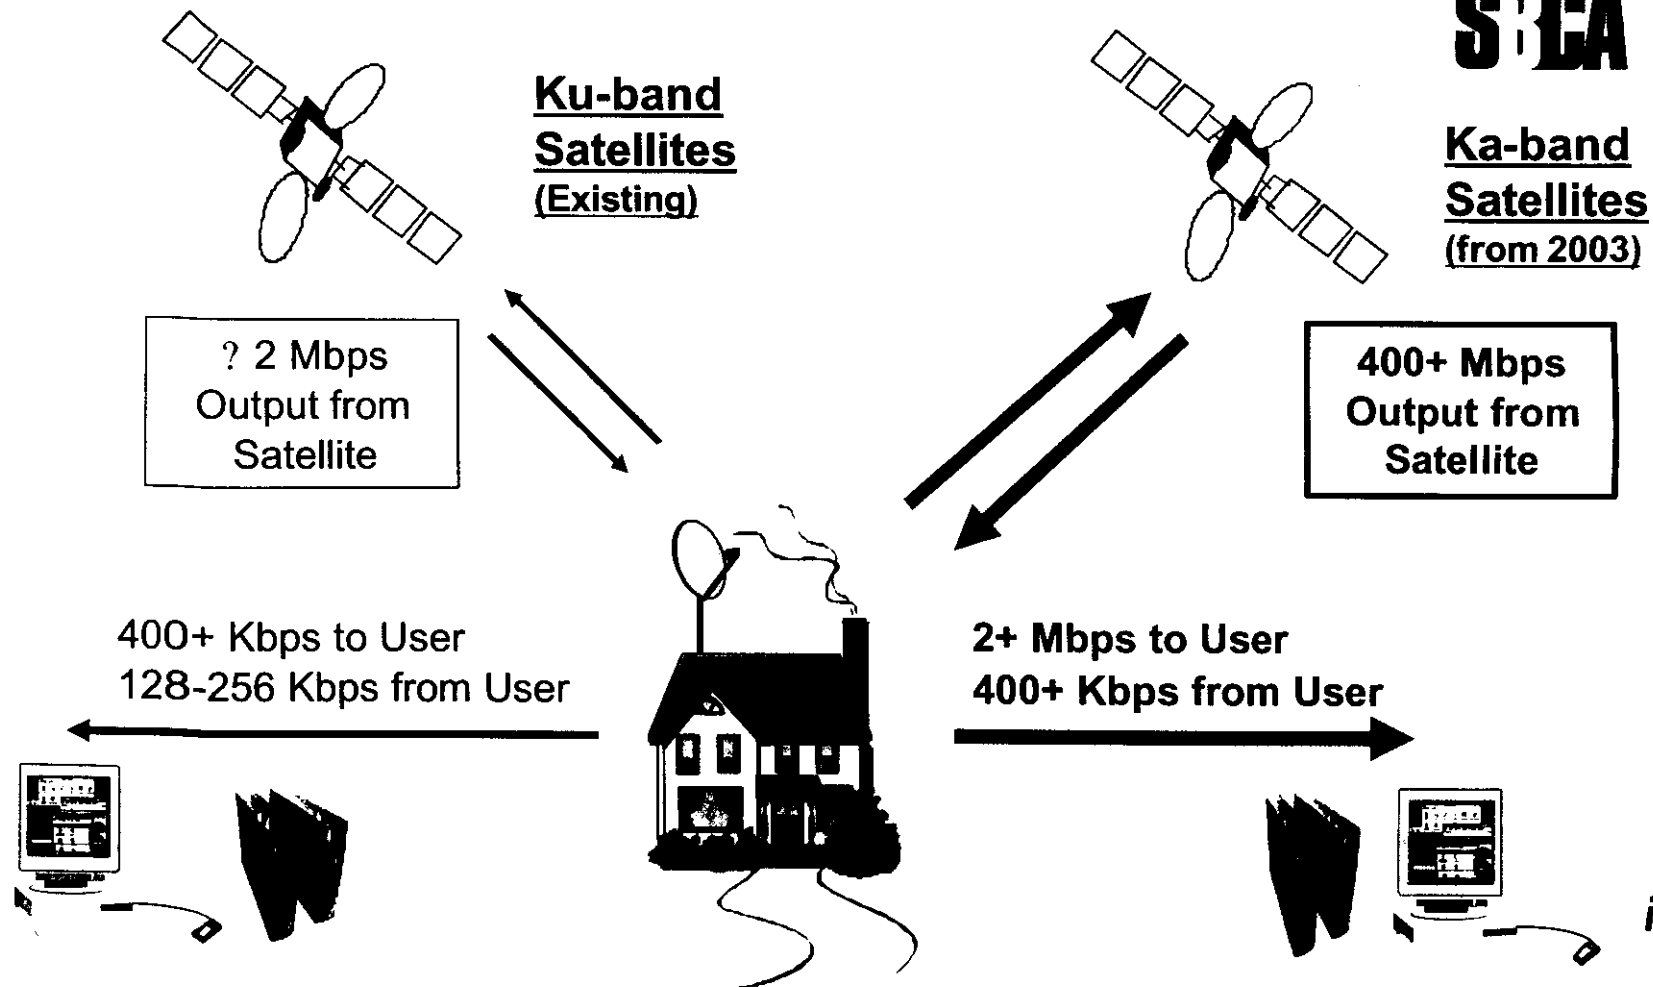 SBCA
Ku-band
Satellites
(Existing)
Ka-band
Satellites
(from 2003)
? 2 Mbps
Output from
Satellite
400+ Mbps
Output from
Satellite
400+ Kbps to User
128-256 Kbps from User
2+ Mbps to User
400+ Kbps from User